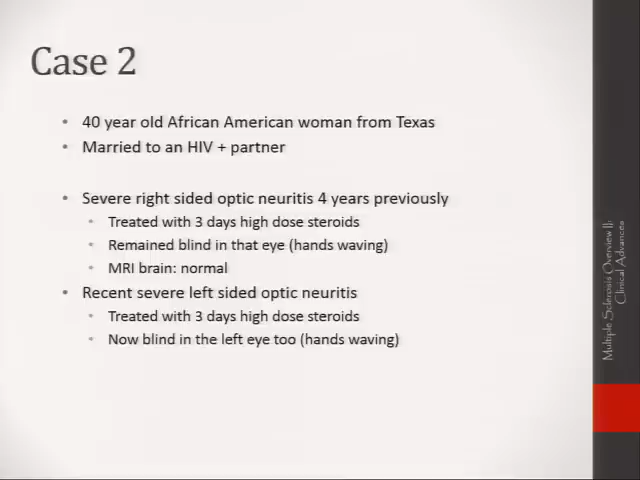 Case 2
• 40 year old African American woman from Texas
• Married to an HIV + partner
• Severe right sided optic neuritis 4 years previously
• Treated with 3 days high dose steroids
• Remained blind in that eye (hands waving)
• MRI brain: normal
• Recent severe left sided optic neuritis
• Treated with 3 days high dose steroids
• Now blind in the left eye too (hands waving)
Multiple Sclerosis Overview II:
Clinical Advances